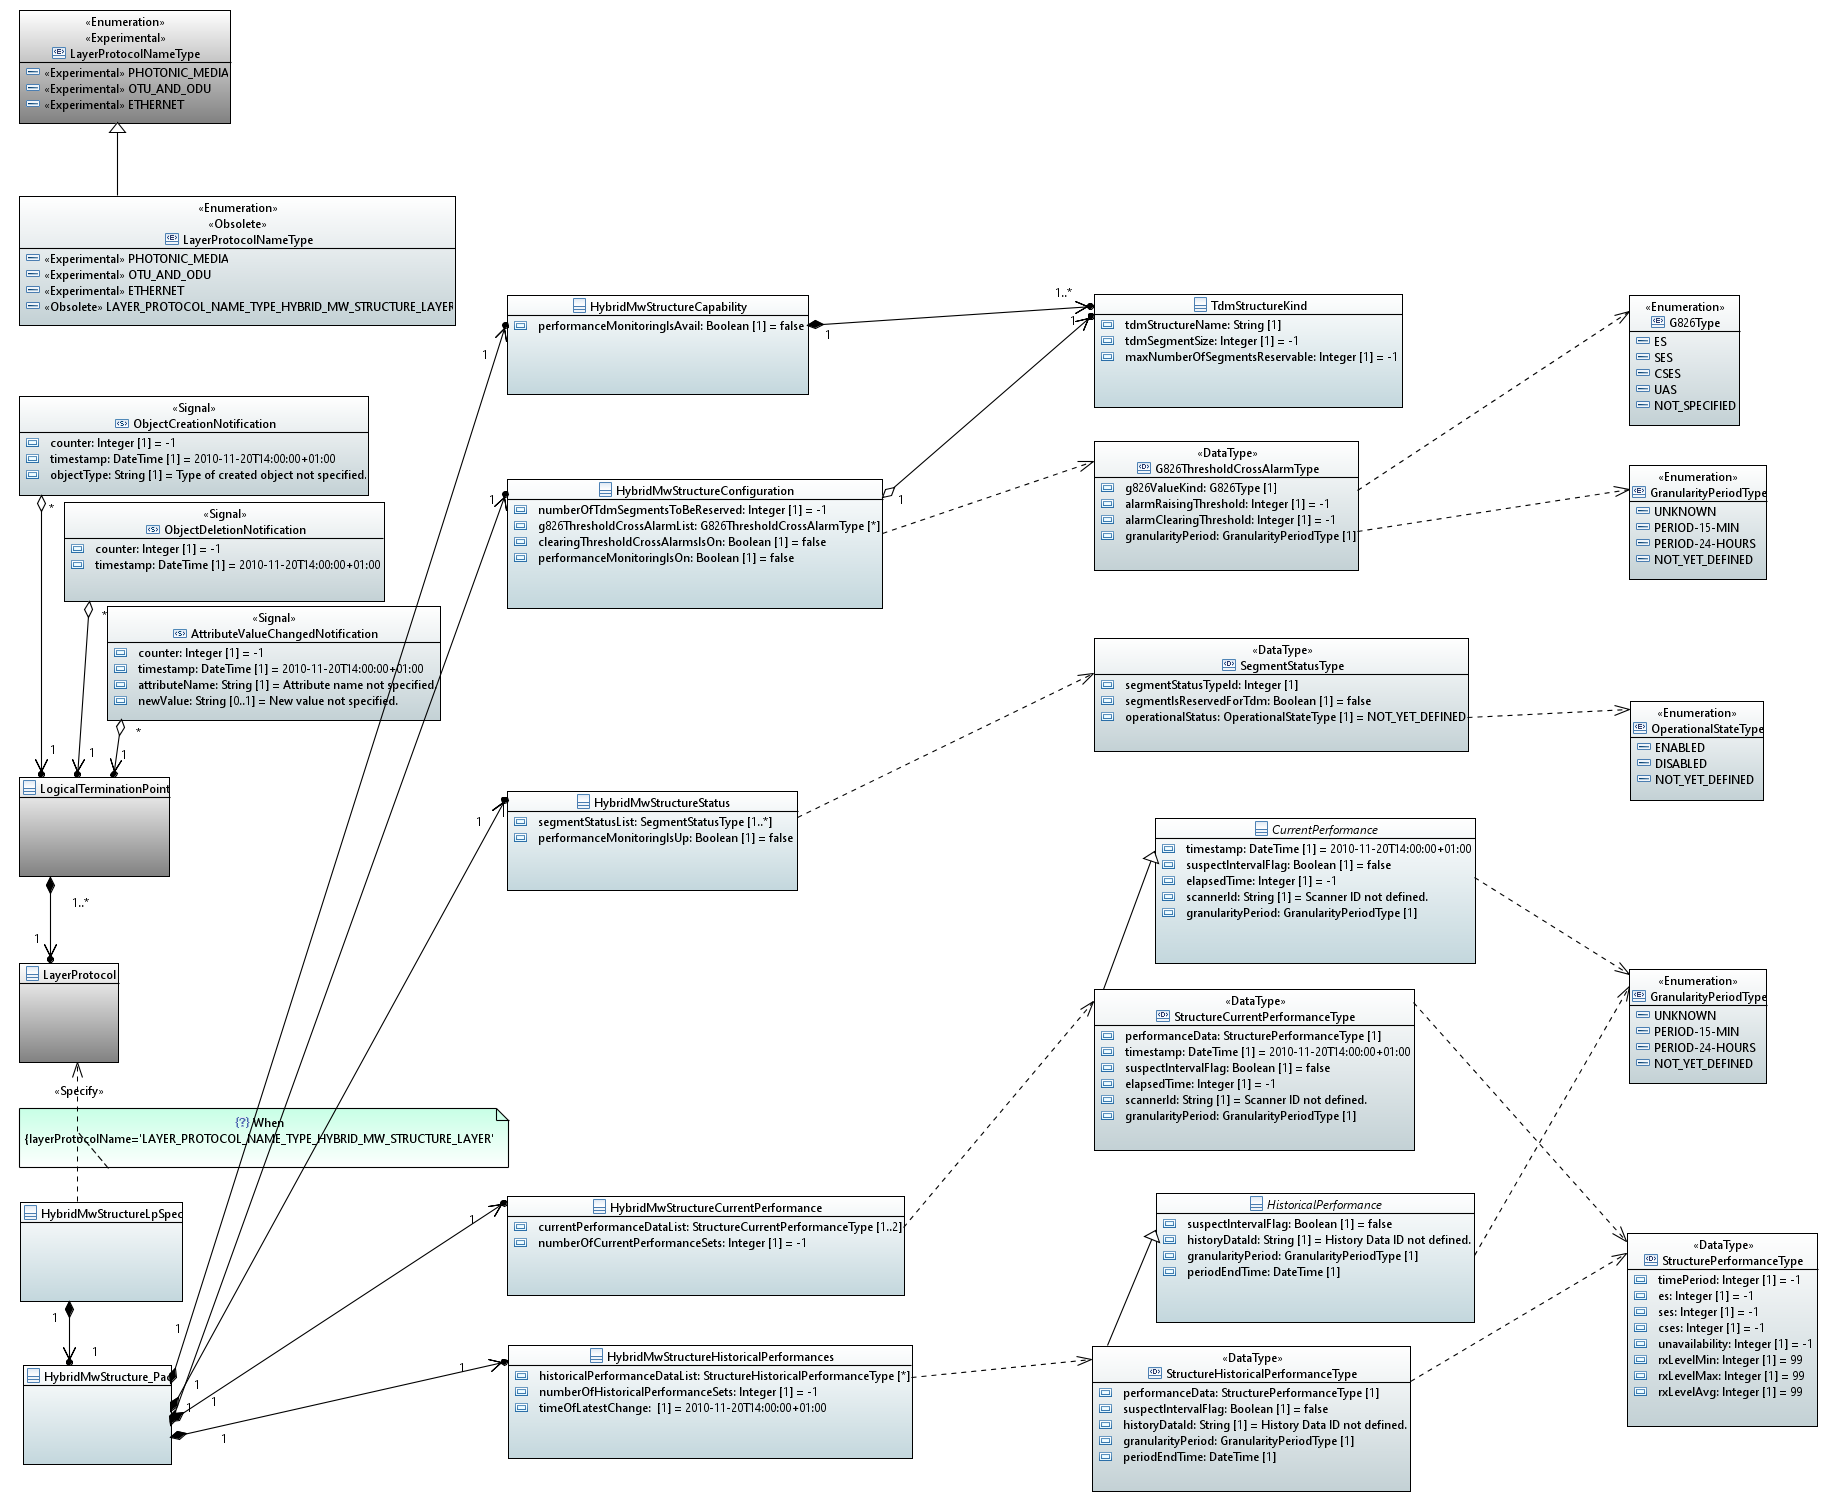 «Enumeration»
«Experimental»
LayerProtocolNameType
«Experimental» PHOTONIC_MEDIA
«Experimental» OTU_AND_ODU
«Experimental» ETHERNET
«Enumeration»
«Obsolete»
LayerProtocolNameType
«Experimental» PHOTONIC_MEDIA
«Experimental» OTU_AND_ODU
«Experimental» ETHERNET
«Obsolete» LAYER_PROTOCOL_NAME_TYPE_HYBRID_MW_STRUCTURE_LAYER
«Signal»
ObjectCreationNotification
counter: Integer [1] = -1
timestamp: DateTime [1] = 2010-11-20T14:00:00+01:00
objectType: String [1] = Type of created object not specified.
*
«Signal»
ObjectDeletionNotification
counter: Integer [1] = -1
timestamp: DateTime [1] = 2010-11-20T14:00:00+01:00
*
«Signal»
AttributeValueChangedNotification
counter: Integer [1] = -1
timestamp: DateTime [1] = 2010-11-20T14:00:00+01:00
attributeName: String [1] = Attribute name not specified
newValue: String [0..1] = New value not specified.
*
1
1
1
LogicalTerminationPoint
1..*
1
LayerProtocol
«Specify»
{?} When
{layerProtocolName='LAYER_PROTOCOL_NAME_TYPE_HYBRID_MW_STRUCTURE_LAYER'
HybridMwStructureLpSpec
1
1
HybridMwStructure_Pac
1
1
1
1
1
HybridMwStructureCapability
performanceMonitoringIsAvail: Boolean [1] = false
1
1
1..*
1
HybridMwStructureConfiguration
numberOfTdmSegmentsToBeReserved: Integer [1] = -1
g826ThresholdCrossAlarmList: G826ThresholdCrossAlarmType [*]
clearingThresholdCrossAlarmsIsOn: Boolean [1] = false
performanceMonitoringIsOn: Boolean [1] = false
1
1
HybridMwStructureStatus
segmentStatusList: SegmentStatusType [1..*]
performanceMonitoringIsUp: Boolean [1] = false
1
HybridMwStructureCurrentPerformance
currentPerformanceDataList: StructureCurrentPerformanceType [1..2]
numberOfCurrentPerformanceSets: Integer [1] = -1
1
HybridMwStructureHistoricalPerformances
historicalPerformanceDataList: StructureHistoricalPerformanceType [*]
numberOfHistoricalPerformanceSets: Integer [1] = -1
timeOfLatestChange: [1] = 2010-11-20T14:00:00+01:00
1
TdmStructureKind
tdmStructureName: String [1]
tdmSegmentSize: Integer [1] = -1
maxNumberOfSegmentsReservable: Integer [1] = -1
«DataType»
G826ThresholdCrossAlarmType
g826ValueKind: G826Type [1]
alarmRaisingThreshold: Integer [1] = -1
alarmClearingThreshold: Integer [1] = -1
granularityPeriod: GranularityPeriodType [1]
«DataType»
SegmentStatusType
segmentStatusTypeId: Integer [1]
segmentIsReservedForTdm: Boolean [1] = false
operationalStatus: OperationalStateType [1] = NOT_YET_DEFINED
CurrentPerformance
timestamp: DateTime [1] = 2010-11-20T14:00:00+01:00
suspectIntervalFlag: Boolean [1] = false
elapsedTime: Integer [1] = -1
scannerId: String [1] = Scanner ID not defined.
granularityPeriod: GranularityPeriodType [1]
«DataType»
StructureCurrentPerformanceType
performanceData: StructurePerformanceType [1]
timestamp: DateTime [1] = 2010-11-20T14:00:00+01:00
suspectIntervalFlag: Boolean [1] = false
elapsedTime: Integer [1] = -1
scannerId: String [1] = Scanner ID not defined.
granularityPeriod: GranularityPeriodType [1]
HistoricalPerformance
suspectIntervalFlag: Boolean [1] = false
historyDataId: String [1] = History Data ID not defined.
granularityPeriod: GranularityPeriodType [1]
periodEndTime: DateTime [1]
«DataType»
StructureHistoricalPerformanceType
performanceData: StructurePerformanceType [1]
suspectIntervalFlag: Boolean [1] = false
historyDataId: String [1] = History Data ID not defined.
granularityPeriod: GranularityPeriodType [1]
periodEndTime: DateTime [1]
«Enumeration»
G826Type
ES
SES
CSES
UAS
NOT_SPECIFIED
«Enumeration»
GranularityPeriodType
UNKNOWN
PERIOD-15-MIN
PERIOD-24-HOURS
NOT_YET_DEFINED
«Enumeration»
OperationalStateType
ENABLED
DISABLED
NOT_YET_DEFINED
«Enumeration»
GranularityPeriodType
UNKNOWN
PERIOD-15-MIN
PERIOD-24-HOURS
NOT_YET_DEFINED
«DataType»
StructurePerformanceType
timePeriod: Integer [1] = -1
es: Integer [1] = -1
ses: Integer [1] = -1
cses: Integer [1] = -1
unavailability: Integer [1] = -1
rxLevelMin: Integer [1] = 99
rxLevelMax: Integer [1] = 99
rxLevelAvg: Integer [1] = 99